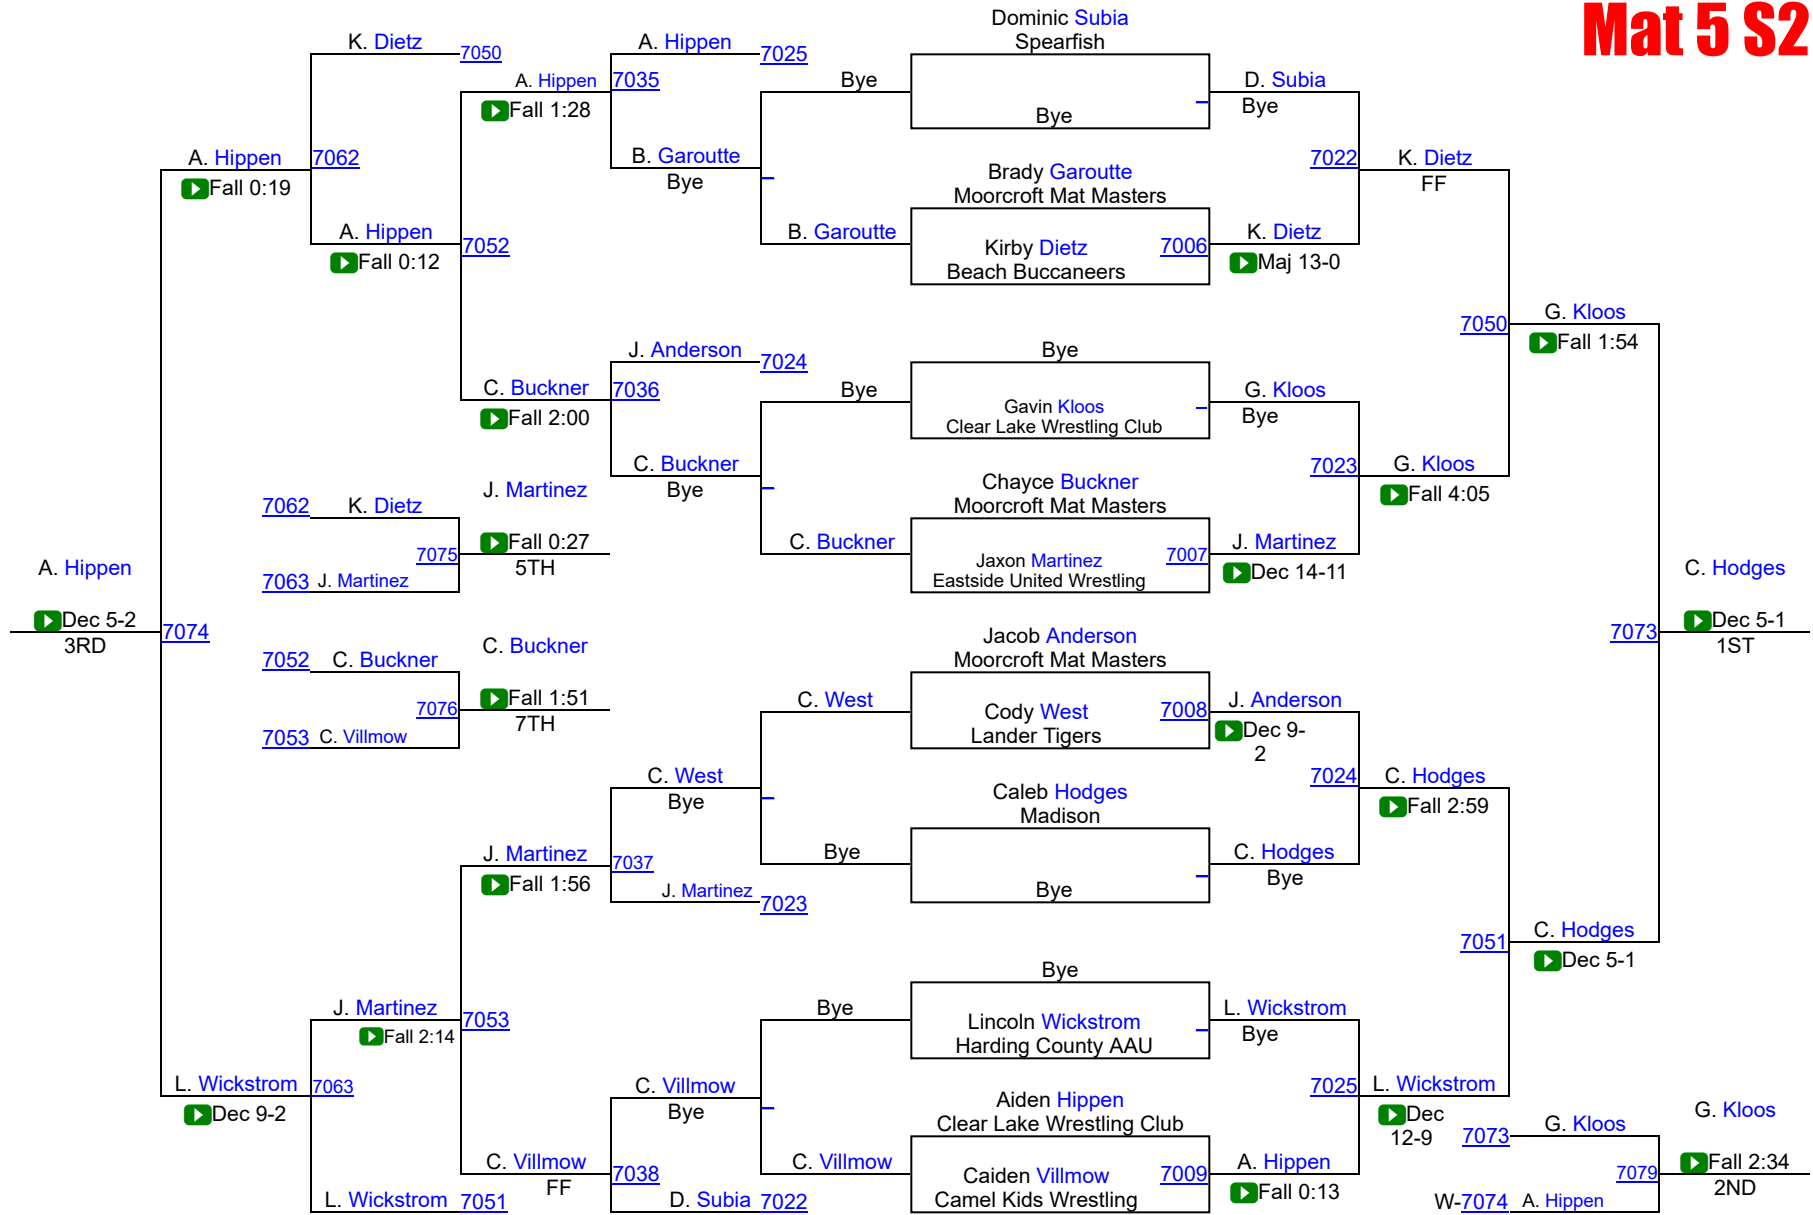 Mat 5 S2
Dominic Subia
Spearfish
Bye
Brady Garoutte
Moorcroft Mat Masters
Kirby Dietz
Beach Buccaneers
7006
Bye
Gavin Kloos
Clear Lake Wrestling Club
Chayce Buckner
Moorcroft Mat Masters
Jaxon Martinez
Eastside United Wrestling
7007
Jacob Anderson
Moorcroft Mat Masters
Cody West
Lander Tigers
7008
Caleb Hodges
Madison
Bye
Bye
Lincoln Wickstrom
Harding County AAU
Aiden Hippen
Clear Lake Wrestling Club
Caiden Villmow
Camel Kids Wrestling
7009
D. Subia
Bye
7022
K. Dietz
Maj 13-0
G. Kloos
Bye
7023
J. Martinez
Dec 14-11
J. Anderson
Dec 9-
2
7024
C. Hodges
Bye
L. Wickstrom
Bye
7025
A. Hippen
Fall 0:13
K. Dietz
FF
7050
G. Kloos
Fall 4:05
C. Hodges
Fall 2:59
7051
L. Wickstrom
Dec
12-9
G. Kloos
Fall 1:54
7073
C. Hodges
Dec 5-1
C. Hodges
Dec 5-1
1ST
7073
G. Kloos
7079
W-7074
A. Hippen
G. Kloos
Fall 2:34
2ND
Bye
B. Garoutte
Bye
C. Buckner
C. West
Bye
Bye
C. Villmow
A. Hippen
7025
7035
B. Garoutte
Bye
J. Anderson
7024
7036
C. Buckner
Bye
C. West
Bye
7037
J. Martinez
7023
C. Villmow
Bye
7038
D. Subia
7022
A. Hippen
Fall 1:28
7052
C. Buckner
Fall 2:00
J. Martinez
Fall 1:56
7053
C. Villmow
FF
K. Dietz
7050
7062
A. Hippen
Fall 0:12
J. Martinez
Fall 2:14
7063
L. Wickstrom
7051
A. Hippen
Fall 0:19
7074
L. Wickstrom
Dec 9-2
A. Hippen
Dec 5-2
3RD
7062
K. Dietz
7075
7063
J. Martinez
J. Martinez
Fall 0:27
5TH
7052
C. Buckner
7076
7053
C. Villmow
C. Buckner
Fall 1:51
7TH